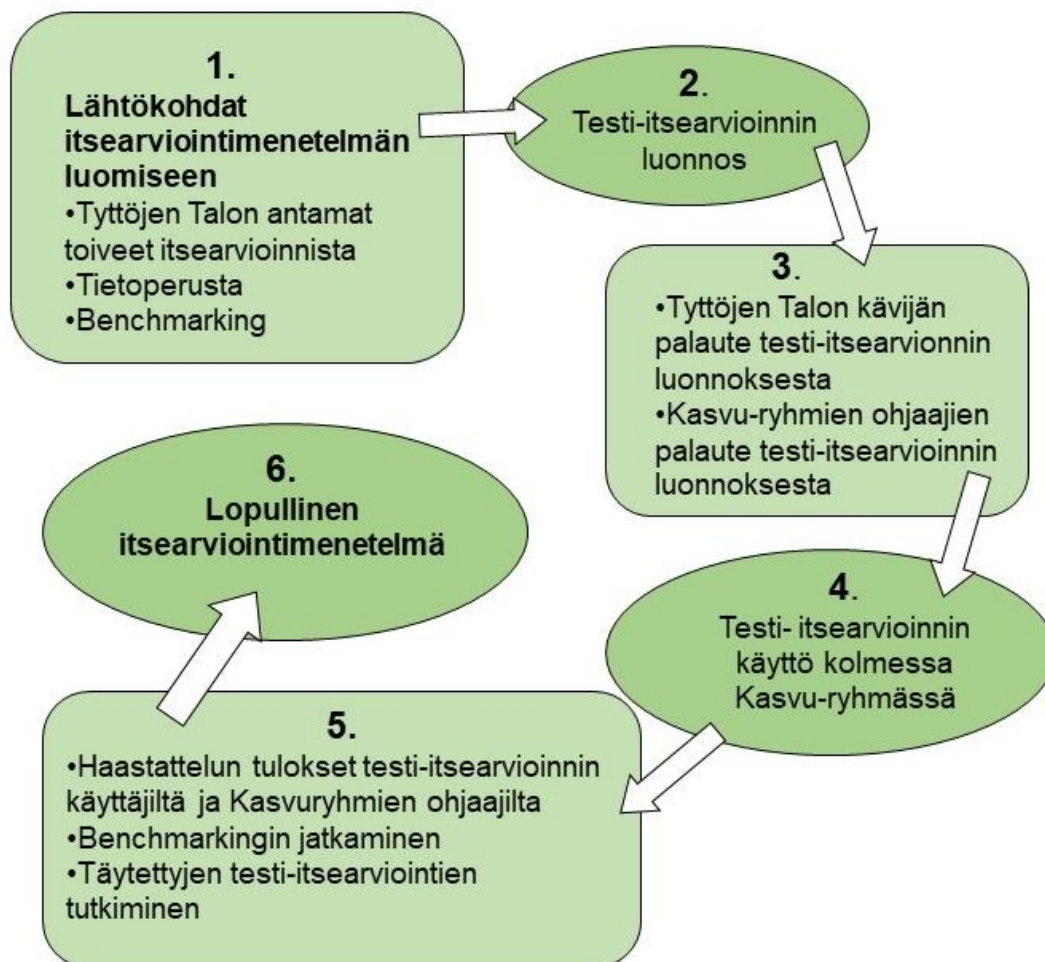 1.
Lähtökohdat
itsearviointimenetelmän
luomiseen
•Tyttöjen Talon antamat
toiveet itsearvioinnista
•Tietoperusta
•Benchmarking
2.
Testi-itsearvioinnin
luonnos
3.
•Tyttöjen Talon kävijän
palaute testi-itsearvionnin
luonnoksesta
•Kasvu-ryhmien ohjaajien
palaute testi-itsearvioinnin
luonnoksesta
4.
Testi- itsearvioinnin
käyttö kolmessa
Kasvu-ryhmässä
5.
•Haastattelun tulokset testi-itsearvioinnin
käyttäjiltä ja Kasvuryhmien ohjaajilta
•Benchmarkingin jatkaminen
•Täytettyjen testi-itsearviointien
tutkiminen
6.
Lopullinen
itsearviointimenetelmä